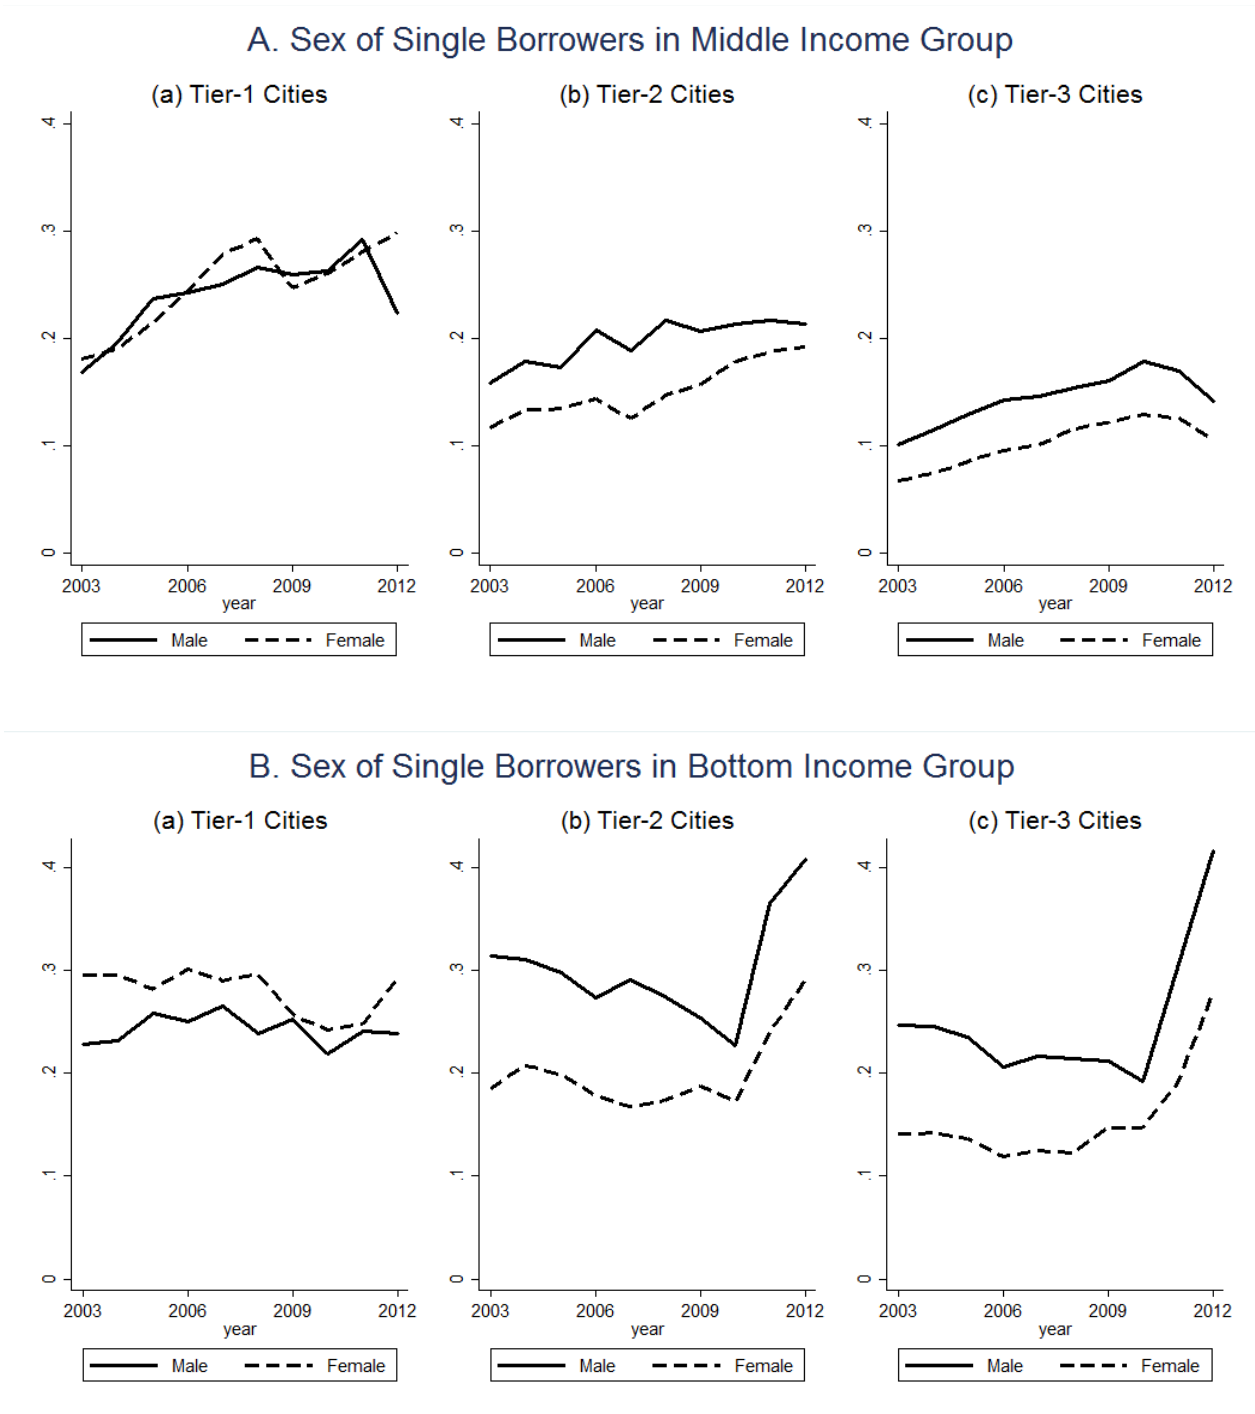 A. Sex of Single Borrowers in Middle Income Group
(a) Tier-1 Cities
.4
.3
.2
.1
0
2003 2006 2009 2012
year
Male Female
(b) Tier-2 Cities
.4
.3
.2
.1
0
2003 2006 2009 2012
year
Male Female
(c) Tier-3 Cities
.4
.3
.2
.1
0
2003 2006 2009 2012
year
Male Female
B. Sex of Single Borrowers in Bottom Income Group
(a) Tier-1 Cities
.4
.3
.2
.1
0
2003 2006 2009 2012
year
Male Female
(b) Tier-2 Cities
.4
.3
.2
.1
0
2003 2006 2009 2012
year
Male Female
(c) Tier-3 Cities
.4
.3
.2
.1
0
2003 2006 2009 2012
year
Male Female